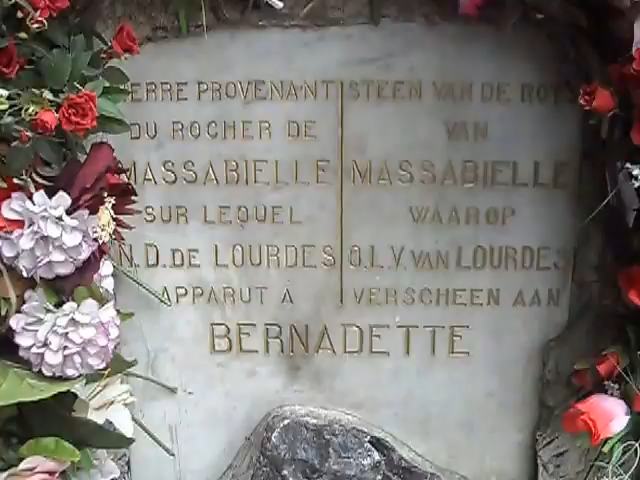 PIERRE PROVENANT
DU ROCHER DE
MASSABIELLE
SUR LEQUEL
N.D. DE LOURDES
APPARUT A
STEEN VAN DE ROTS
VAN
MASSABIELLE
WAAROP
O.L.V. VAN LOURDES
VERSCHEEN AAN
BERNADETTE